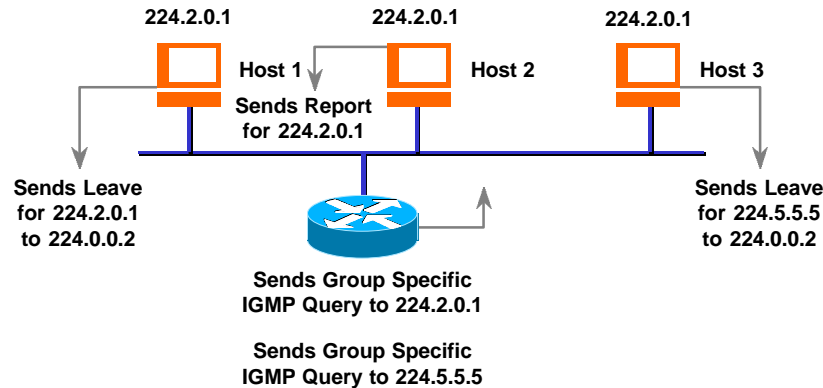 224.2.0.1
224.2.0.1
224.2.0.1
Host 1
Host 2
Host 3
Sends Report
for 224.2.0.1
Sends Leave
for 224.2.0.1
to 224.0.0.2
Sends Leave
for 224.5.5.5
to 224.0.0.2
Sends Group Specific
IGMP Query to 224.2.0.1
Sends Group Specific
IGMP Query to 224.5.5.5